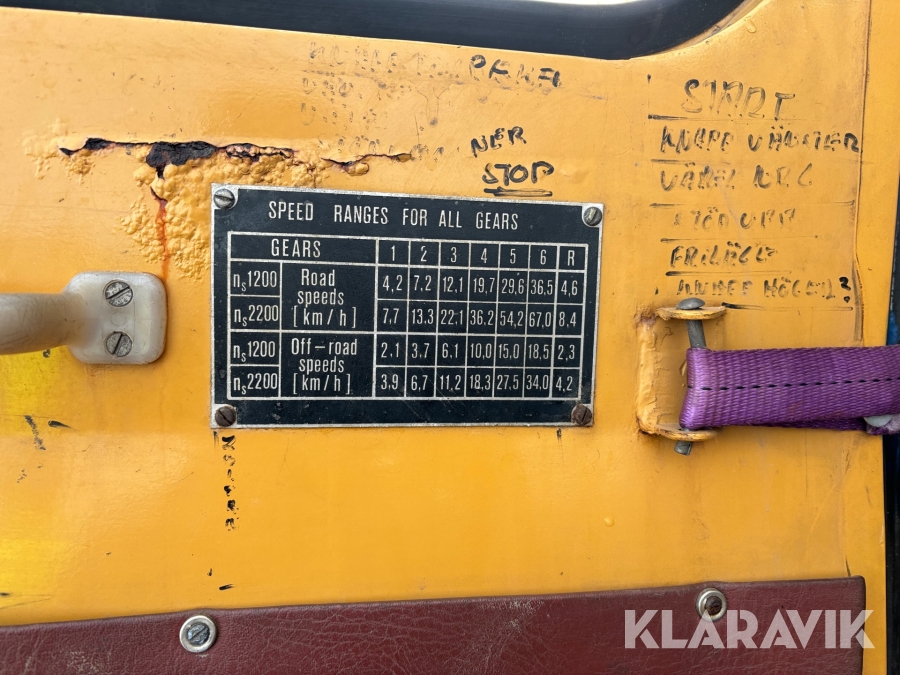 NER
STOP
START
KNAPP VÄNSTER
VÄXEL
FRILÄGE
SPEED RANGES FOR ALL GEARS
GEARS 1 2 3 4 5 6 R
ns1200 Road speeds [km/h] 4,2 7,2 12,1 19,7 29,6 36,5 4,6
ns2200 7,7 13,3 22,1 36,2 54,2 67,0 8,4
ns1200 Off-road speeds [km/h] 2,1 3,7 6,1 10,0 15,0 18,5 2,3
ns2200 3,9 6,7 11,2 18,3 27,5 34,0 4,2
KLARAVIK